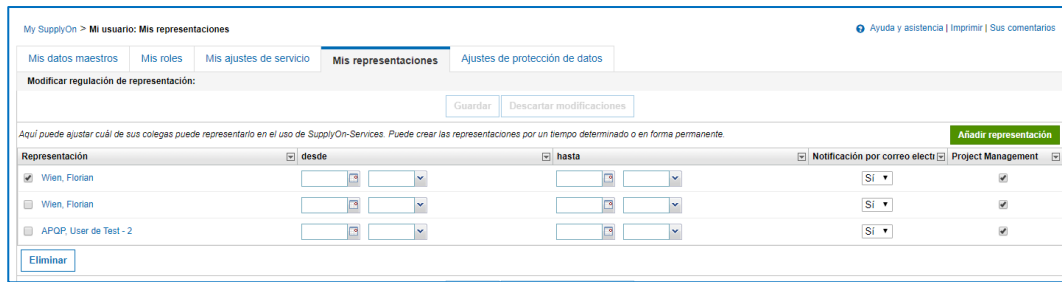 My SupplyOn > Mi usuario: Mis representaciones
Ayuda y asistencia | Imprimir | Sus comentarios
Mis datos maestros Mis roles Mis ajustes de servicio Mis representaciones Ajustes de protección de datos
Modificar regulación de representación:
Guardar Descartar modificaciones
Aquí puede ajustar cuál de sus colegas puede representarlo en el uso de SupplyOn-Services. Puede crear las representaciones por un tiempo determinado o en forma permanente.
Añadir representación
Representación desde hasta Notificación por correo electr Project Management
Wien, Florian Sí
Wien, Florian Sí
APQP, User de Test - 2 Sí
Eliminar